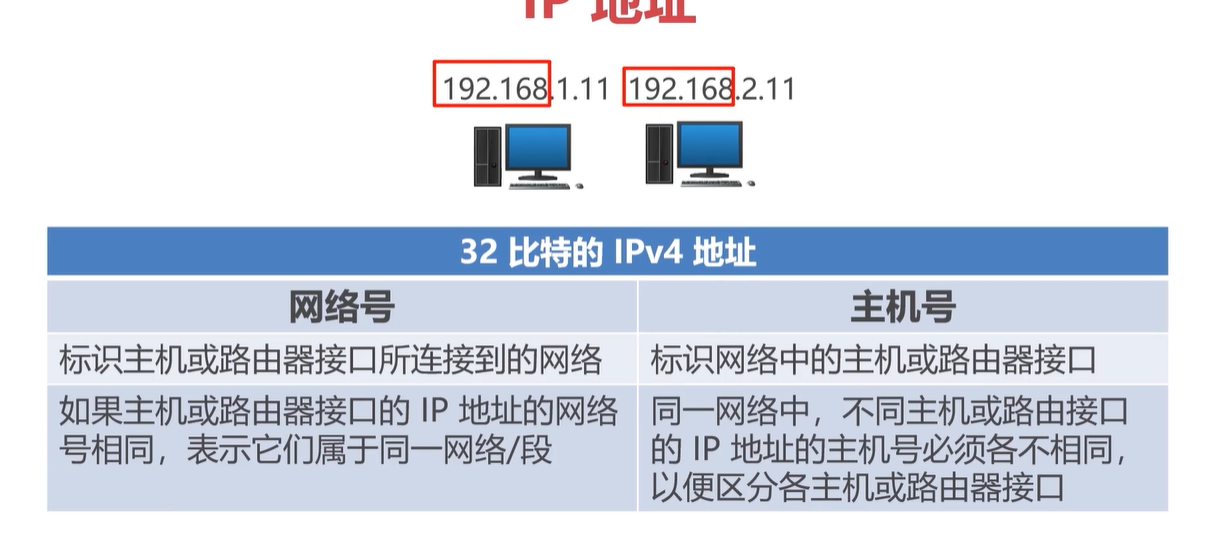 IP 地址
192.168.1.11 192.168.2.11
32 比特的 IPv4 地址
网络号
主机号
标识主机或路由器接口所连接到的网络
标识网络中的主机或路由器接口
如果主机或路由器接口的 IP 地址的网络
号相同，表示它们属于同一网络/段
同一网络中，不同主机或路由接口
的 IP 地址的主机号必须各不相同，
以便区分各主机或路由器接口